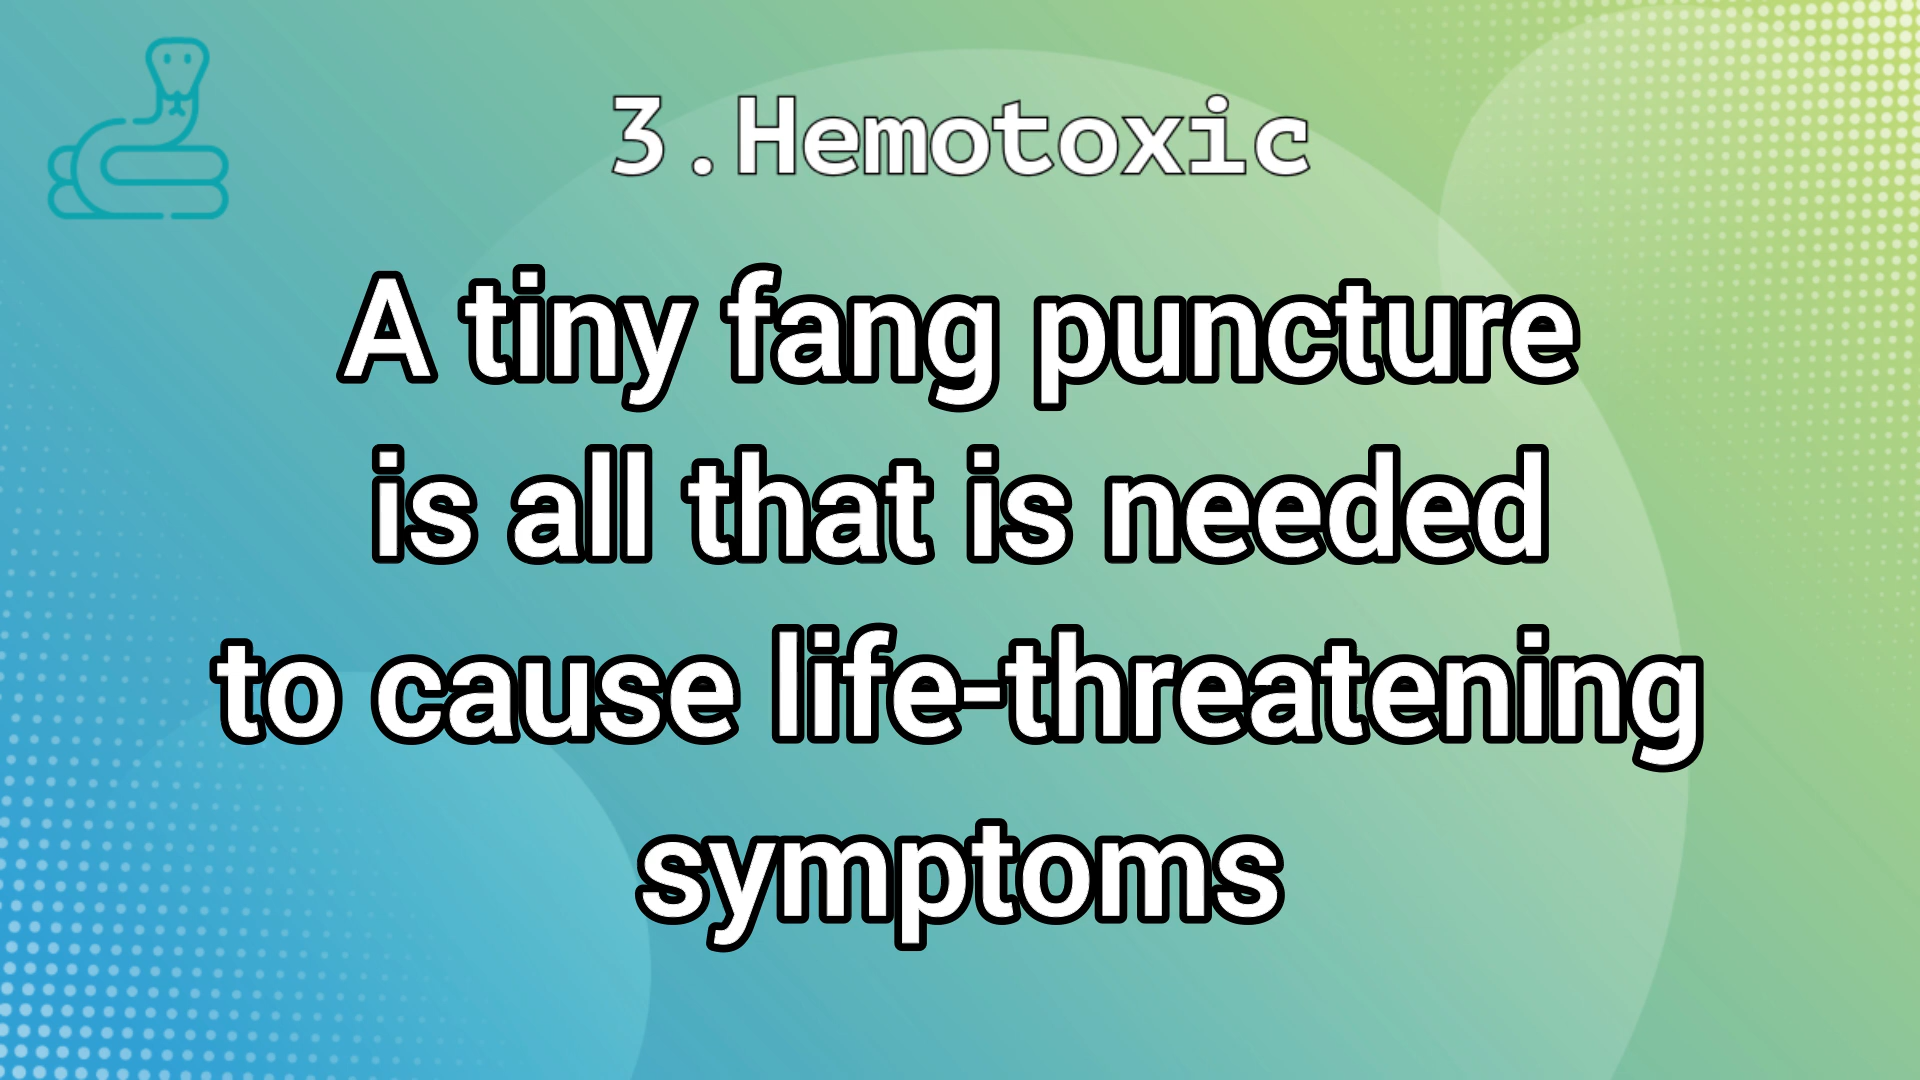 3.Hemotoxic
A tiny fang puncture
is all that is needed
to cause life-threatening
symptoms